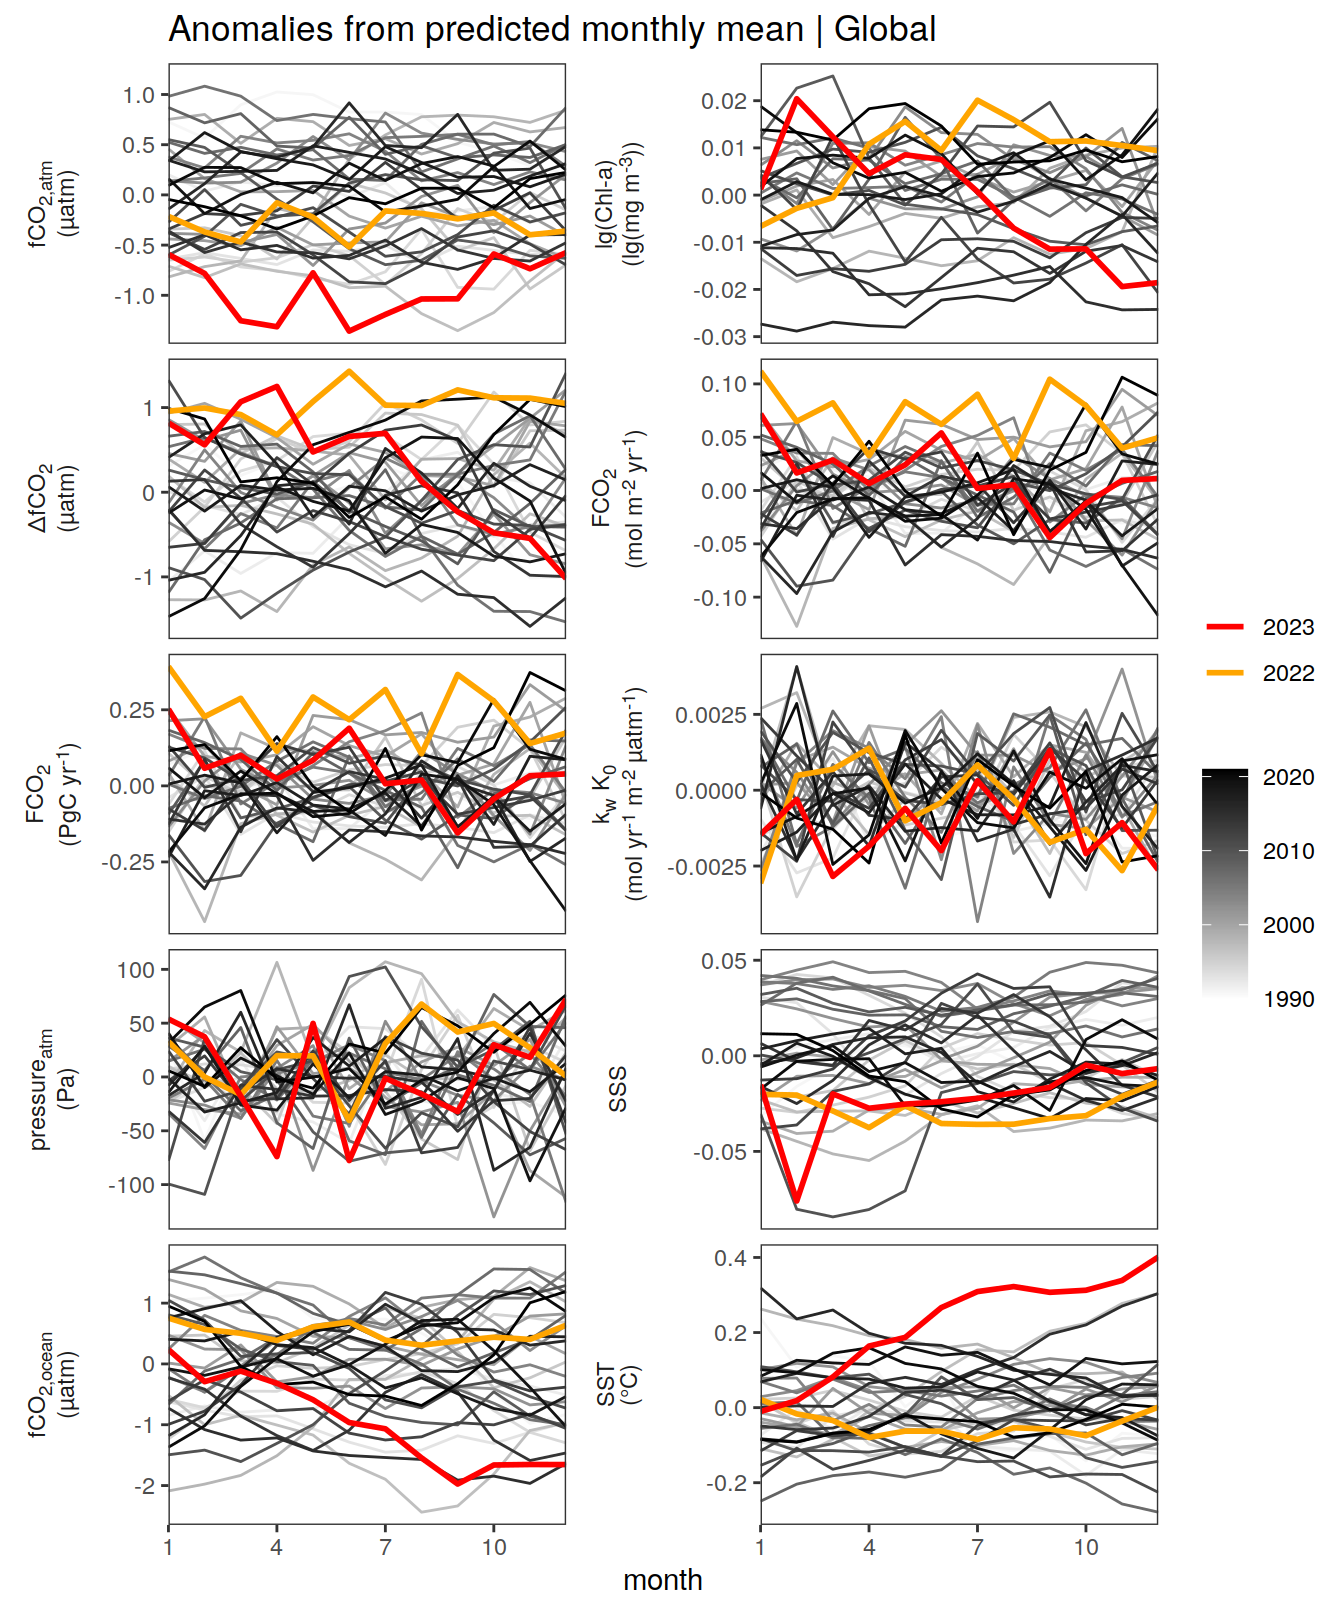 Anomalies from predicted monthly mean | Global
fCO2,atm
(µatm)
1.0
0.5
0.0
-0.5
-1.0
lg(Chl-a)
(lg(mg m-3))
0.02
0.01
0.00
-0.01
-0.02
-0.03
ΔfCO2
(µatm)
1
0
-1
FCO2
(mol m-2 yr-1)
0.10
0.05
0.00
-0.05
-0.10
FCO2
(PgC yr-1)
0.25
0.00
-0.25
kw K0
(mol yr-1 m-2 µatm-1)
0.0025
0.0000
-0.0025
pressureatm
(Pa)
100
50
0
-50
-100
SSS
0.05
0.00
-0.05
fCO2,ocean
(µatm)
1
0
-1
-2
SST
(°C)
0.4
0.2
0.0
-0.2
1 4 7 10
1 4 7 10
month
2023
2022
2020
2010
2000
1990